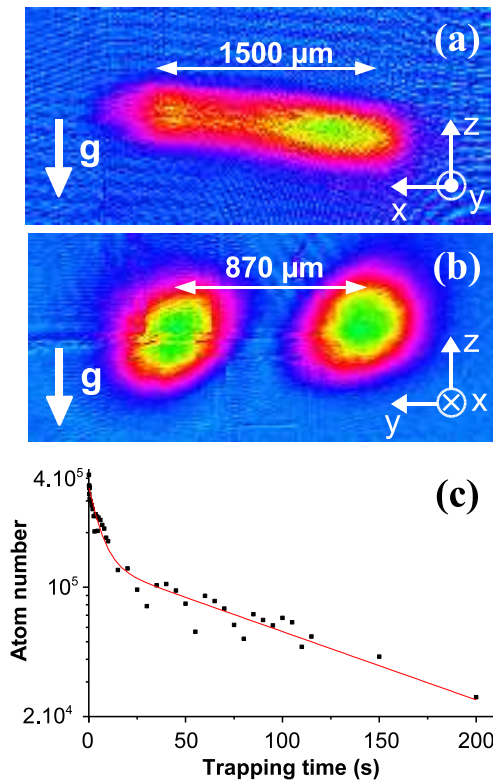 (a)
1500 µm
g
z
x
y
(b)
870 µm
g
z
y
x
(c)
4.10⁵
10⁵
2.10⁴
Atom number
0 50 100 150 200
Trapping time (s)